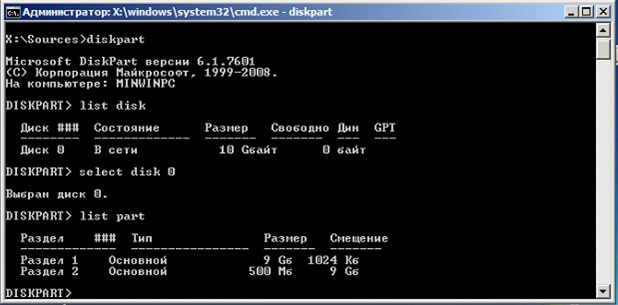 Администратор: X:\windows\system32\cmd.exe - diskpart
X:\Sources>diskpart
Microsoft DiskPart версии 6.1.7601
(C) Корпорация Майкрософт, 1999-2008.
На компьютере: MINWINPC
DISKPART> list disk
Диск ### Состояние Размер Свободно Дин GPT
-------- ------------- ------- ------- --- ---
Диск 0 В сети 10 Gбайт 0 байт
DISKPART> select disk 0
Выбран диск 0.
DISKPART> list part
Раздел ### Тип Размер Смещение
------------- ---------------- ------- -------
Раздел 1 Основной 9 Gб 1024 Kб
Раздел 2 Основной 500 Mб 9 Gб
DISKPART>